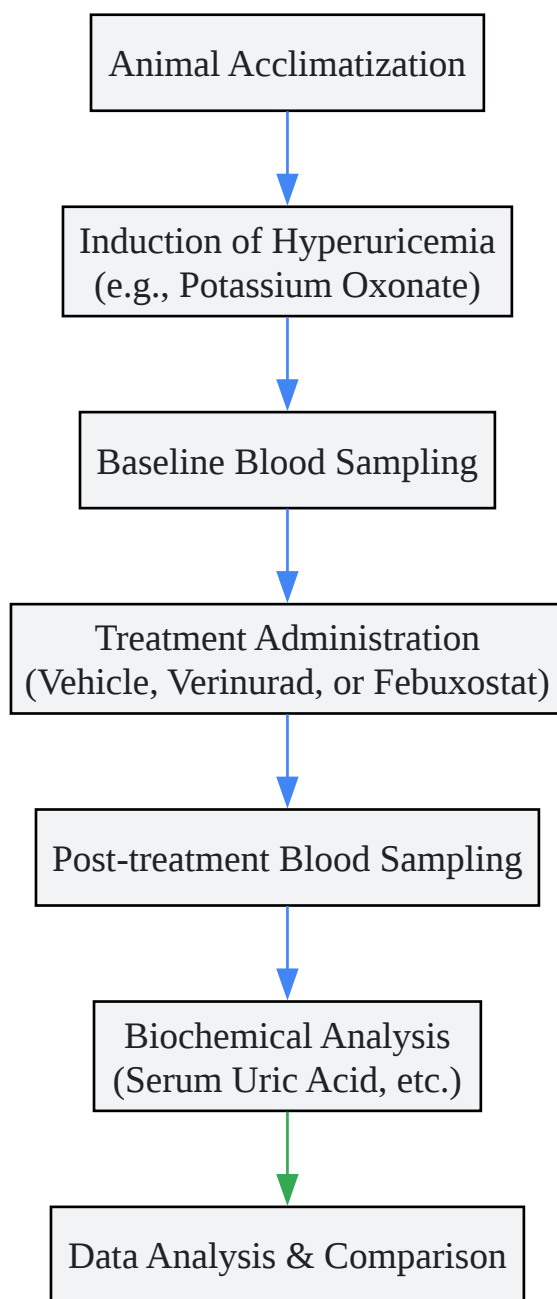 Animal Acclimatization
Induction of Hyperuricemia
(e.g., Potassium Oxonate)
Baseline Blood Sampling
Treatment Administration
(Vehicle, Verinurad, or Febuxostat)
Post-treatment Blood Sampling
Biochemical Analysis
(Serum Uric Acid, etc.)
Data Analysis & Comparison